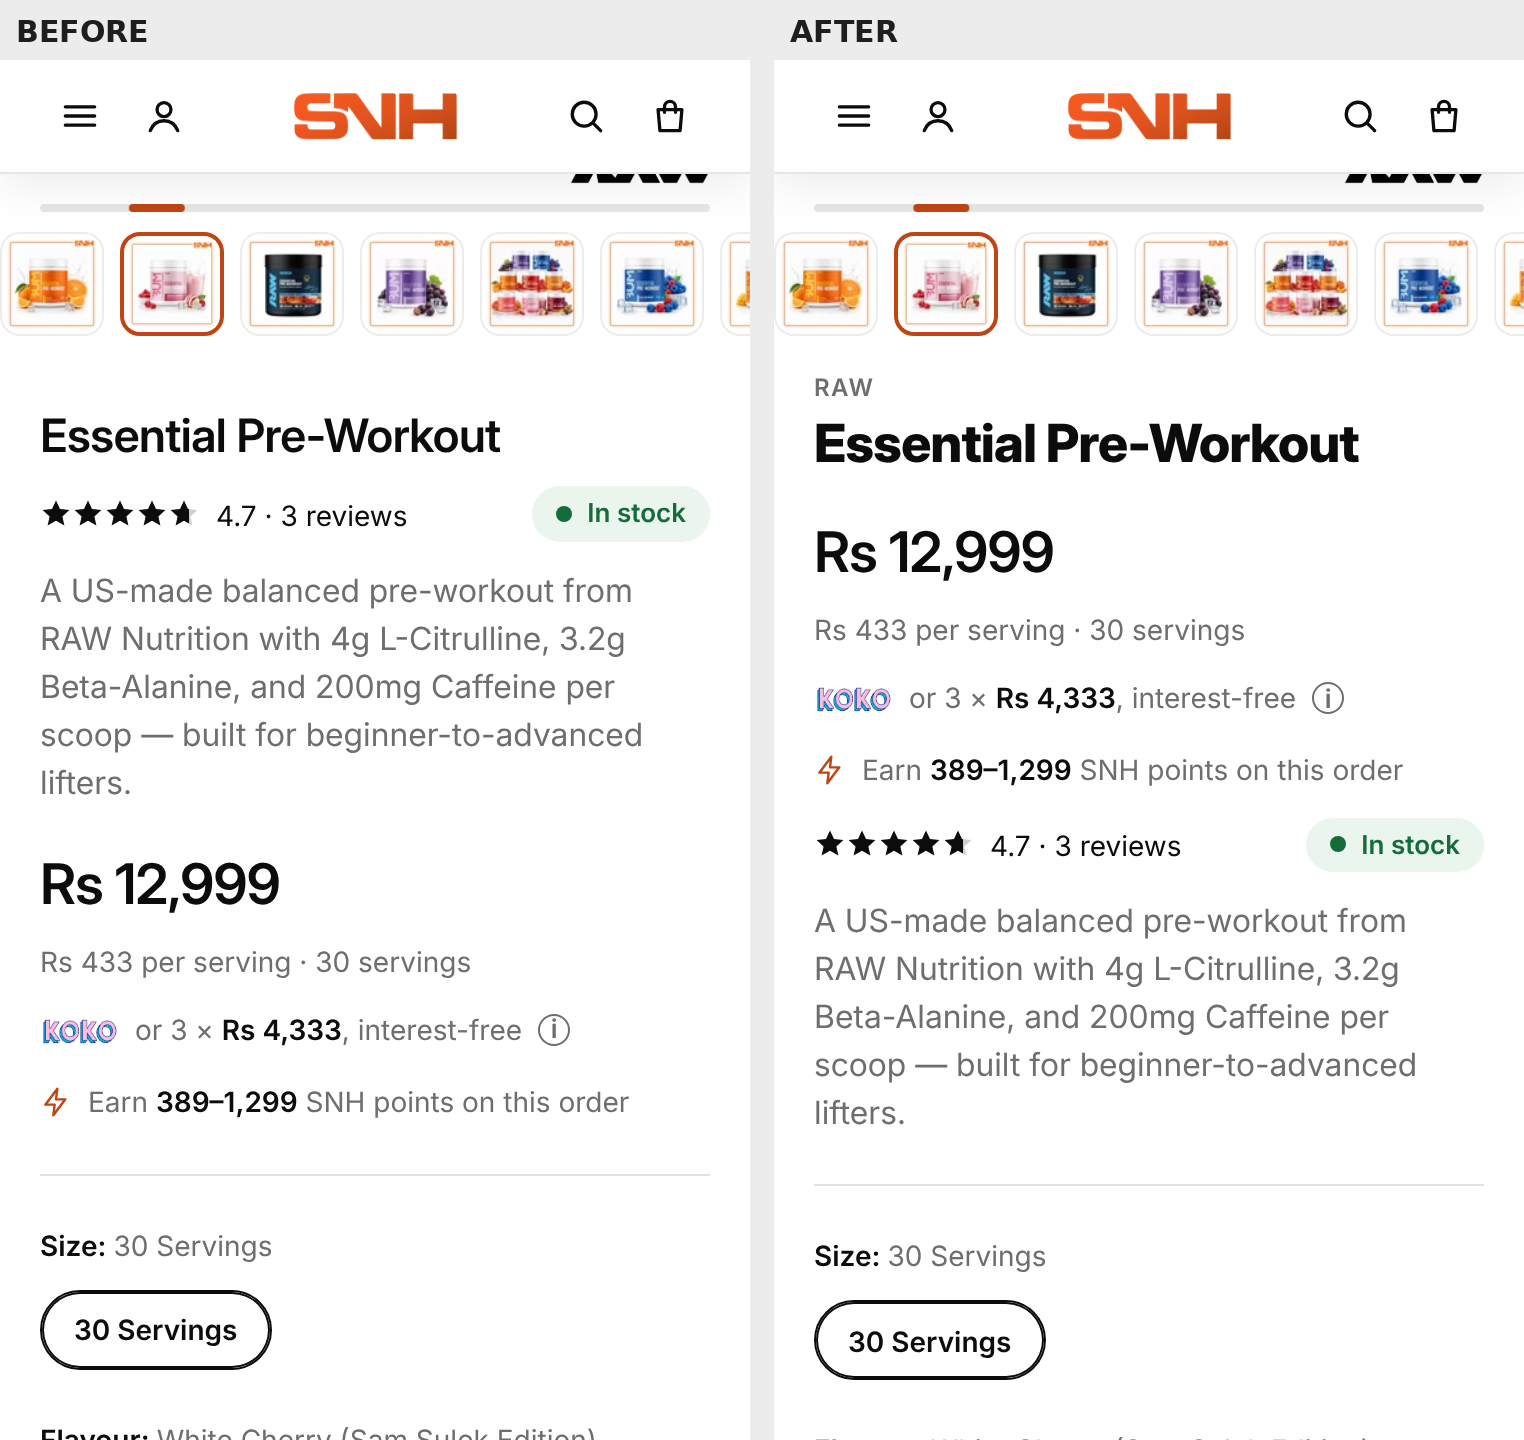 BEFORE
SNH
Essential Pre-Workout
4.7 · 3 reviews
In stock
A US-made balanced pre-workout from
RAW Nutrition with 4g L-Citrulline, 3.2g
Beta-Alanine, and 200mg Caffeine per
scoop — built for beginner-to-advanced
lifters.
Rs 12,999
Rs 433 per serving · 30 servings
KOKO or 3 × Rs 4,333, interest-free
Earn 389–1,299 SNH points on this order
Size: 30 Servings
30 Servings
Flavour: White Cherry (Sam Sulek Edition)
AFTER
SNH
RAW
Essential Pre-Workout
Rs 12,999
Rs 433 per serving · 30 servings
KOKO or 3 × Rs 4,333, interest-free
Earn 389–1,299 SNH points on this order
4.7 · 3 reviews
In stock
A US-made balanced pre-workout from
RAW Nutrition with 4g L-Citrulline, 3.2g
Beta-Alanine, and 200mg Caffeine per
scoop — built for beginner-to-advanced
lifters.
Size: 30 Servings
30 Servings